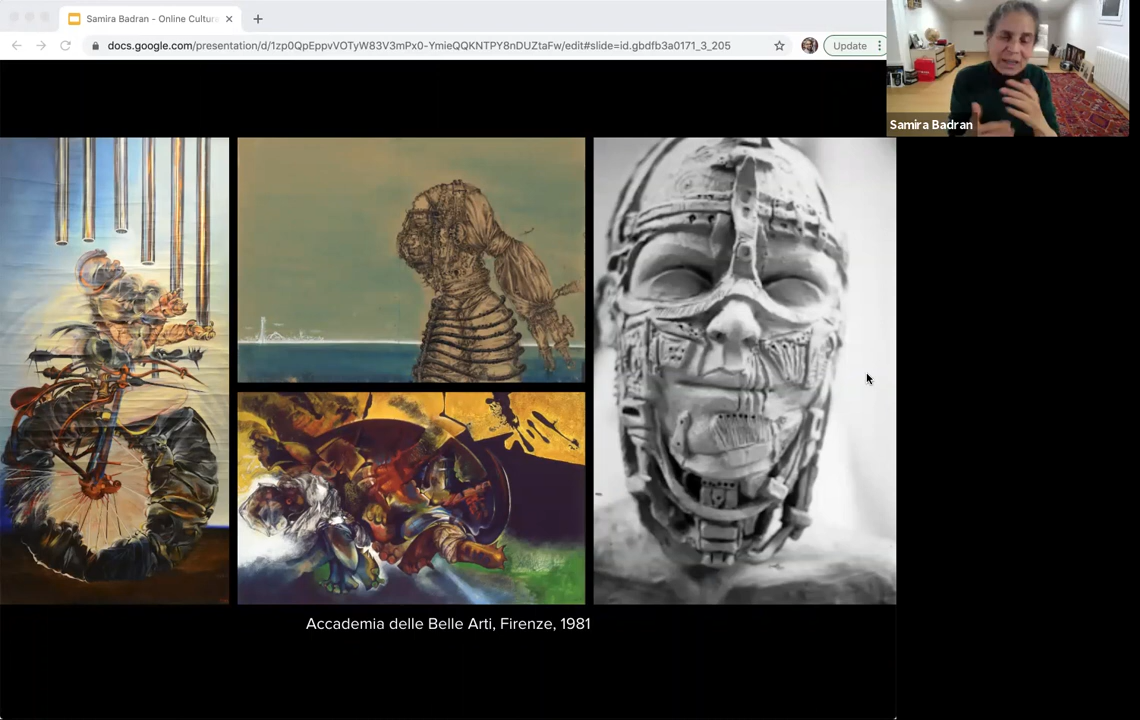 Samira Badran - Online Cultura
docs.google.com/presentation/d/1zp0QpEppvVOTyW83V3mPx0-YmieQQKNTPY8nDUZtaFw/edit#slide=id.gbdfb3a0171_3_205
Update
Samira Badran
Accademia delle Belle Arti, Firenze, 1981